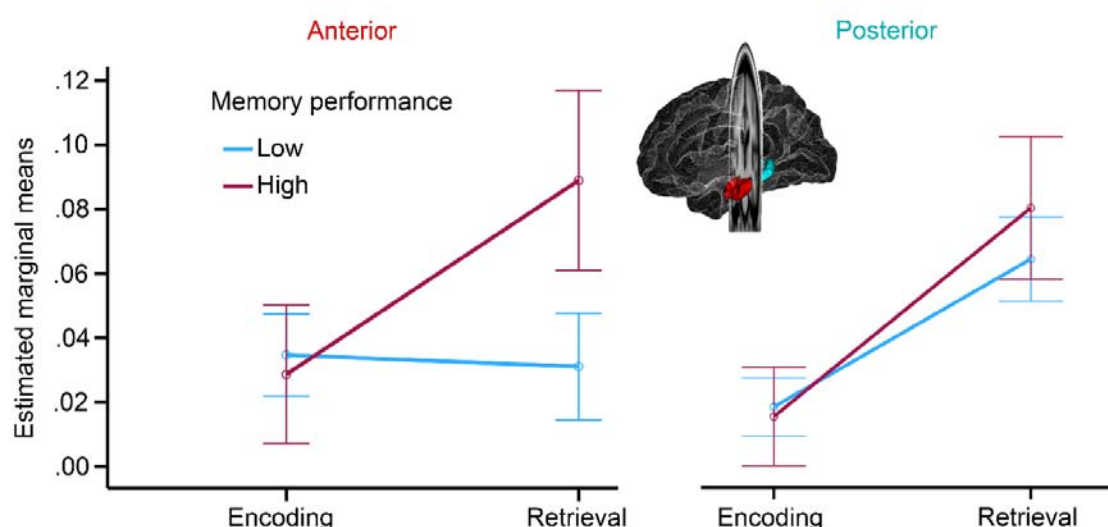 Anterior
Posterior
Memory performance
Low
High
Estimated marginal means
.12
.10
.08
.06
.04
.02
.00
Encoding
Retrieval
Encoding
Retrieval